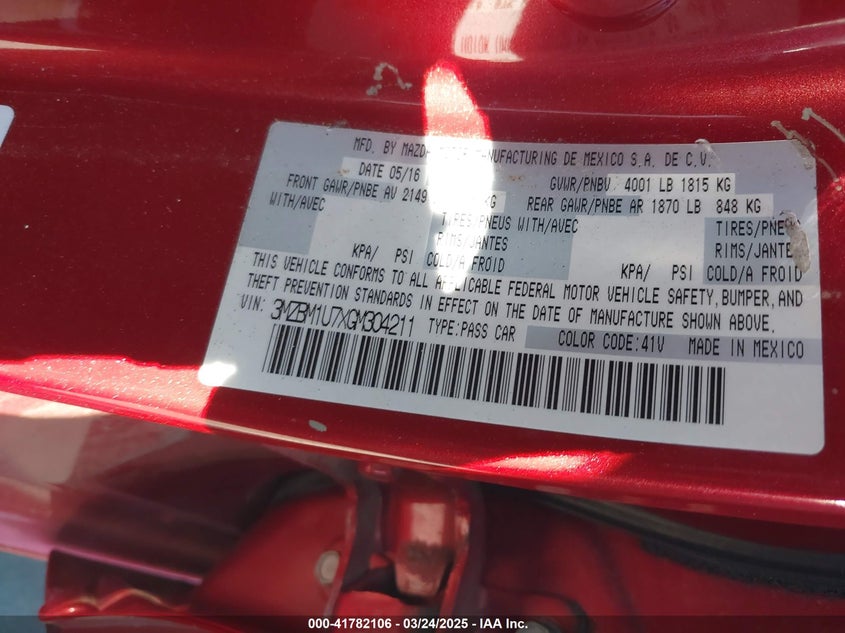 MFD. BY MAZDA MANUFACTURING DE MEXICO S.A. DE C.V.
DATE 05/16 GVWR/PNBV 4001 LB 1815 KG
FRONT GAWR/PNBE AV 2149 KG REAR GAWR/PNBE AR 1870 LB 848 KG
WITH/AVEC TIRES/PNEUS WITH/AVEC TIRES/PNEU
RIMS/JANTES RIMS/JANTES
KPA/ PSI COLD/A FROID KPA/ PSI COLD/A FROID
THIS VEHICLE CONFORMS TO ALL APPLICABLE FEDERAL MOTOR VEHICLE SAFETY, BUMPER, AND
THEFT PREVENTION STANDARDS IN EFFECT ON THE DATE OF MANUFACTURE SHOWN ABOVE.
VIN: 3MZBM1U7XGM304211 TYPE:PASS CAR COLOR CODE:41V MADE IN MEXICO
000-41782106 - 03/24/2025 - IAA Inc.